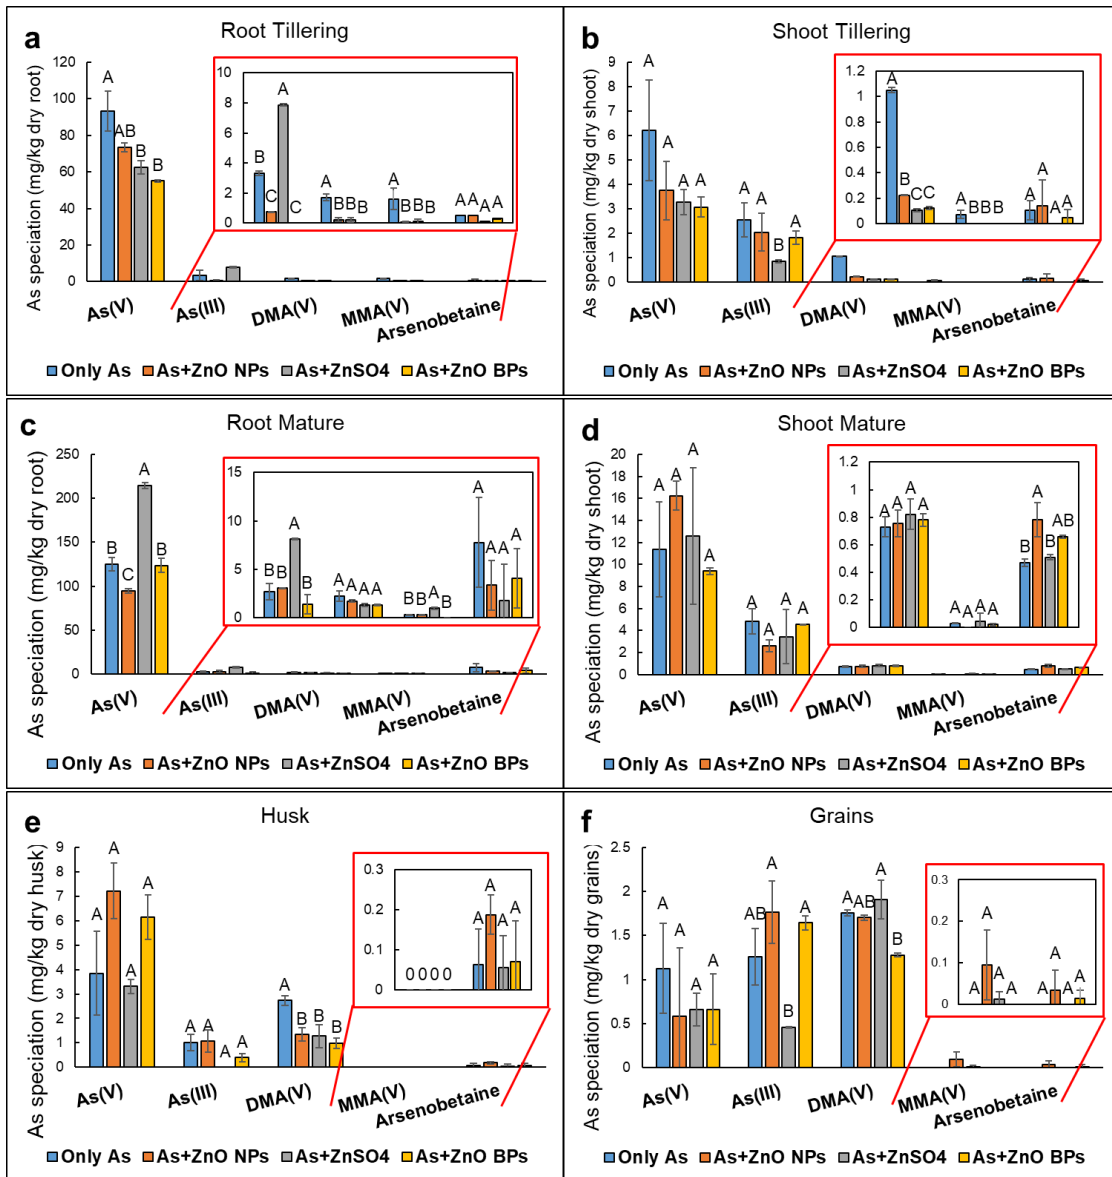 a
Root Tillering
As speciation (mg/kg dry root)
120
100
80
60
40
20
0
A
AB
B
B
10
8
6
4
2
0
B
C
A
C
A
B
B
B
A
B
B
B
A
A
A
A
As(V)
As(III)
DMA(V)
MMA(V)
Arsenobetaine
Only As
As+ZnO NPs
As+ZnSO4
As+ZnO BPs
b
Shoot Tillering
As speciation (mg/kg dry shoot)
9
8
7
6
5
4
3
2
1
0
A
A
A
A
A
A
B
A
1.2
1
0.8
0.6
0.4
0.2
0
A
B
C
C
A
B
B
B
A
A
A
A
As(V)
As(III)
DMA(V)
MMA(V)
Arsenobetaine
Only As
As+ZnO NPs
As+ZnSO4
As+ZnO BPs
c
Root Mature
As speciation (mg/kg dry root)
250
200
150
100
50
0
B
C
A
B
15
10
5
0
B
B
A
B
A
A
A
A
B
B
A
B
A
A
A
A
As(V)
As(III)
DMA(V)
MMA(V)
Arsenobetaine
Only As
As+ZnO NPs
As+ZnSO4
As+ZnO BPs
d
Shoot Mature
As speciation (mg/kg dry shoot)
20
18
16
14
12
10
8
6
4
2
0
A
A
A
A
A
A
A
A
1.2
1
0.8
0.6
0.4
0.2
0
A
A
A
A
A
A
A
A
B
A
B
AB
As(V)
As(III)
DMA(V)
MMA(V)
Arsenobetaine
Only As
As+ZnO NPs
As+ZnSO4
As+ZnO BPs
e
Husk
As speciation (mg/kg dry husk)
9
8
7
6
5
4
3
2
1
0
A
A
A
A
A
A
A
A
A
B
B
B
0.3
0.2
0.1
0
0
0
0
0
A
A
A
A
As(V)
As(III)
DMA(V)
MMA(V)
Arsenobetaine
Only As
As+ZnO NPs
As+ZnSO4
As+ZnO BPs
f
Grains
As speciation (mg/kg dry grains)
2.5
2
1.5
1
0.5
0
A
A
A
A
AB
A
B
A
A
AB
A
B
0.3
0.2
0.1
0
A
A
A
A
A
A
A
A
As(V)
As(III)
DMA(V)
MMA(V)
Arsenobetaine
Only As
As+ZnO NPs
As+ZnSO4
As+ZnO BPs